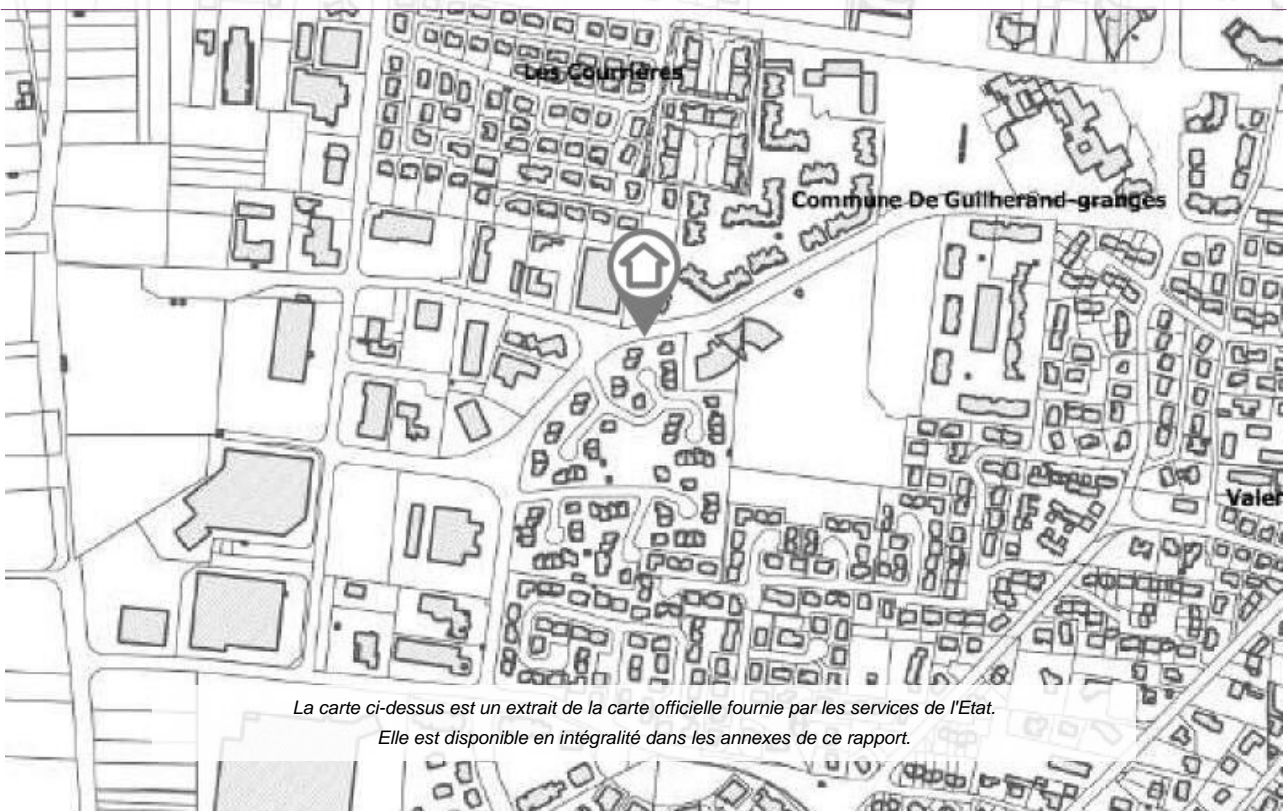 Les Courrières
Commune De Guilherand-granges
Valen
La carte ci-dessus est un extrait de la carte officielle fournie par les services de l'Etat.
Elle est disponible en intégralité dans les annexes de ce rapport.